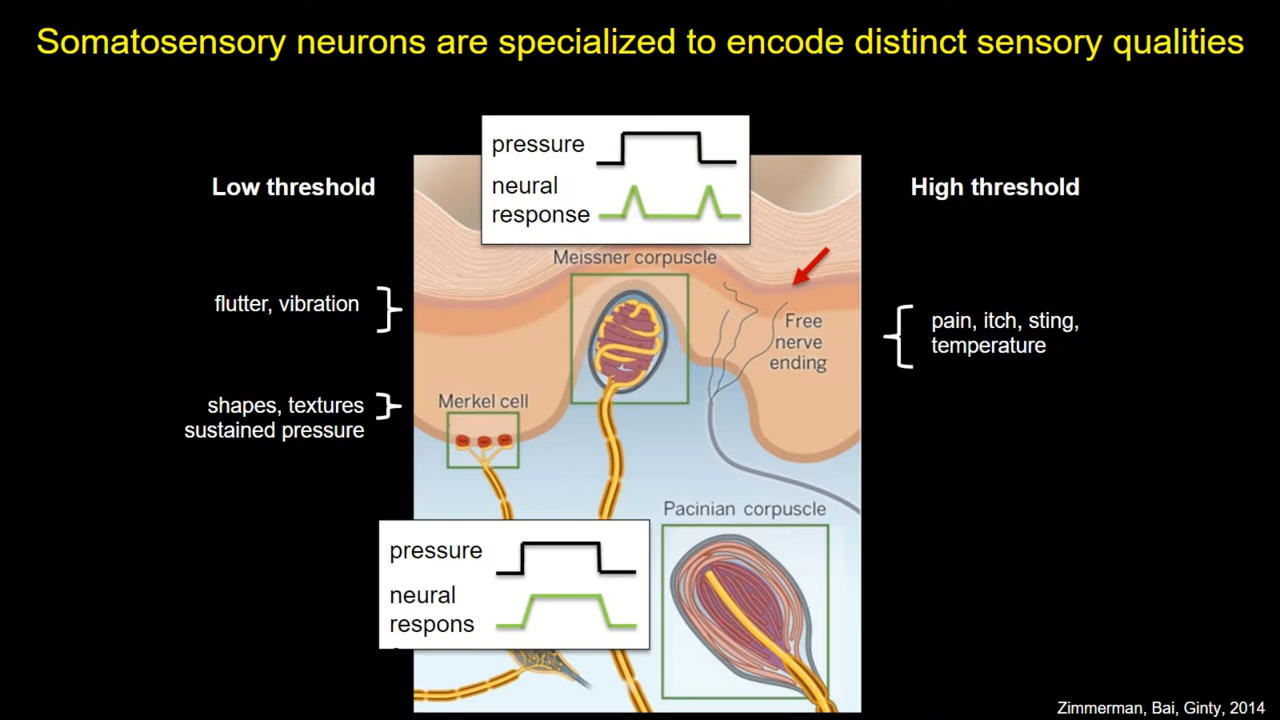 Somatosensory neurons are specialized to encode distinct sensory qualities
pressure
neural
response
Low threshold
High threshold
Meissner corpuscle
flutter, vibration
Free
nerve
ending
pain, itch, sting,
temperature
Merkel cell
shapes, textures
sustained pressure
Pacinian corpuscle
pressure
neural
respons
Zimmerman, Bai, Ginty, 2014